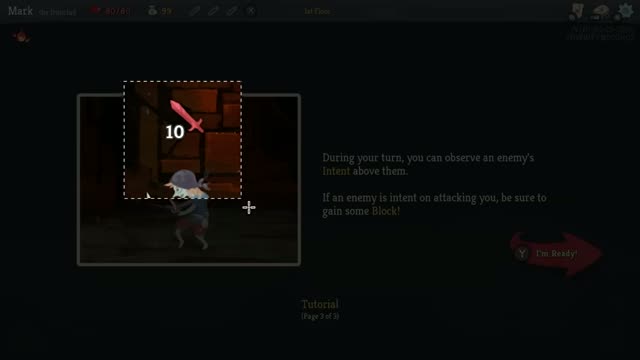 Mark the Ironclad 80/80 99 1st Floor
10
During your turn, you can observe an enemy's
Intent above them.
If an enemy is intent on attacking you, be sure to
gain some Block!
Y I'm Ready!
Tutorial
(Page 3 of 3)